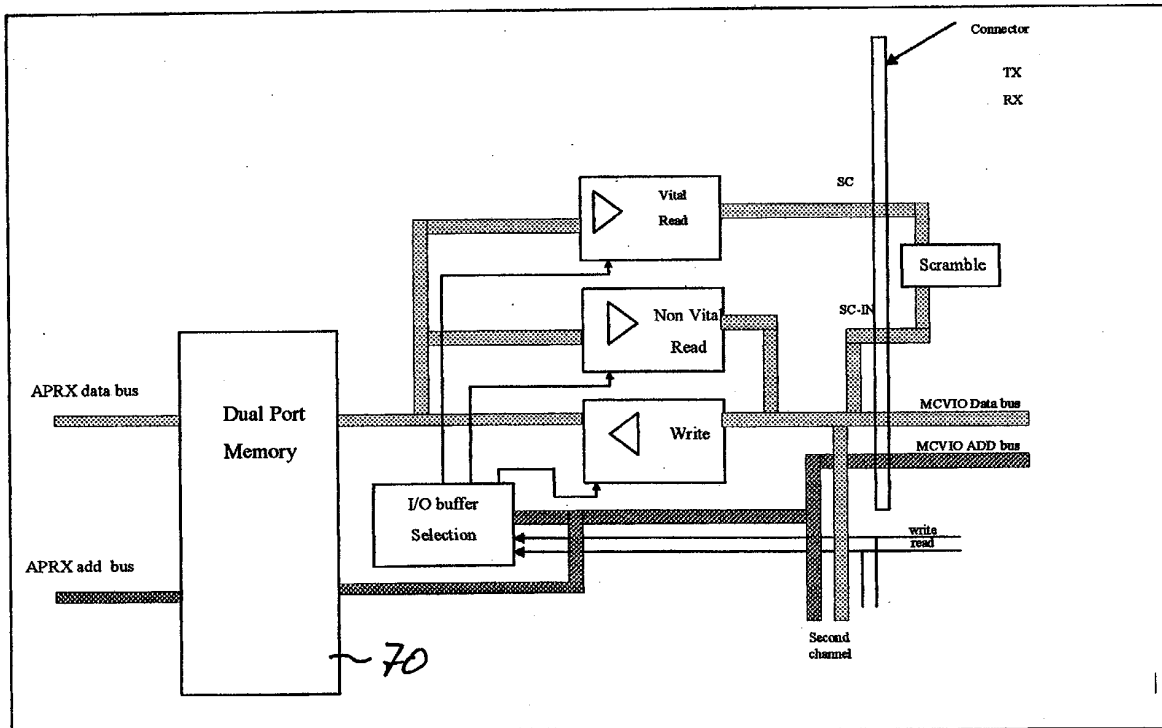 Connector
TX
RX
Vital
Read
SC
Scramble
SC-IN
Non Vital
Read
APRX data bus
Dual Port
Memory
Write
MCVIO Data bus
MCVIO ADD bus
I/O buffer
Selection
write
read
APRX add bus
Second
channel
70